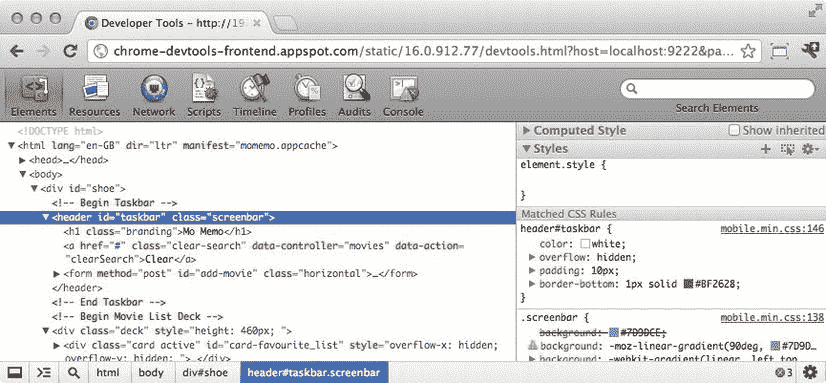 Developer Tools - http://19
chrome-devtools-frontend.appspot.com/static/16.0.912.77/devtools.html?host=localhost:9222&pa...
Elements Resources Network Scripts Timeline Profiles Audits Console
Search Elements
<!DOCTYPE html>
<html lang="en-GB" dir="ltr" manifest="momemo.appcache">
<head>…</head>
<body>
<div id="shoe">
<!-- Begin Taskbar -->
<header id="taskbar" class="screenbar">
<h1 class="branding">Mo Memo</h1>
<a href="#" class="clear-search" data-controller="movies" data-action=
"clearSearch">Clear</a>
<form method="post" id="add-movie" class="horizontal">…</form>
</header>
<!-- End Taskbar -->
<!-- Begin Movie List Deck -->
<div class="deck" style="height: 460px; ">
<div class="card active" id="card-favourite_list" style="overflow-x: hidden;
overflow-y: hidden; ">…</div>
Computed Style Show inherited
Styles
element.style {
}
Matched CSS Rules
header#taskbar { mobile.min.css:146
color: white;
overflow: hidden;
padding: 10px;
border-bottom: 1px solid #BF2628;
}
.screenbar { mobile.min.css:138
background: #7D9DCE;
background: -moz-linear-gradient(90deg, #7D9D…
background: -webkit-gradient(linear, left top,
html body div#shoe header#taskbar.screenbar
3